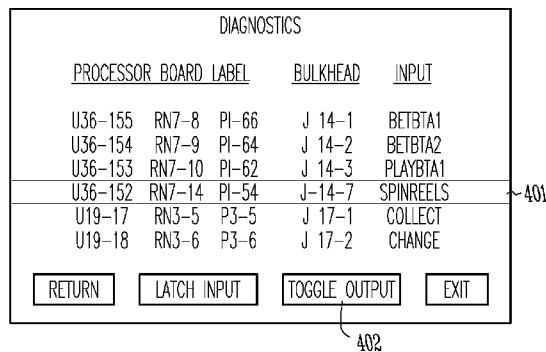 DIAGNOSTICS
PROCESSOR BOARD LABEL BULKHEAD INPUT
U36-155 RN7-8 PI-66 J 14-1 BETBTA1
U36-154 RN7-9 PI-64 J 14-2 BETBTA2
U36-153 RN7-10 PI-62 J 14-3 PLAYBTA1
U36-152 RN7-14 PI-54 J-14-7 SPINREELS 401
U19-17 RN3-5 P3-5 J 17-1 COLLECT
U19-18 RN3-6 P3-6 J 17-2 CHANGE
RETURN LATCH INPUT TOGGLE OUTPUT EXIT
402